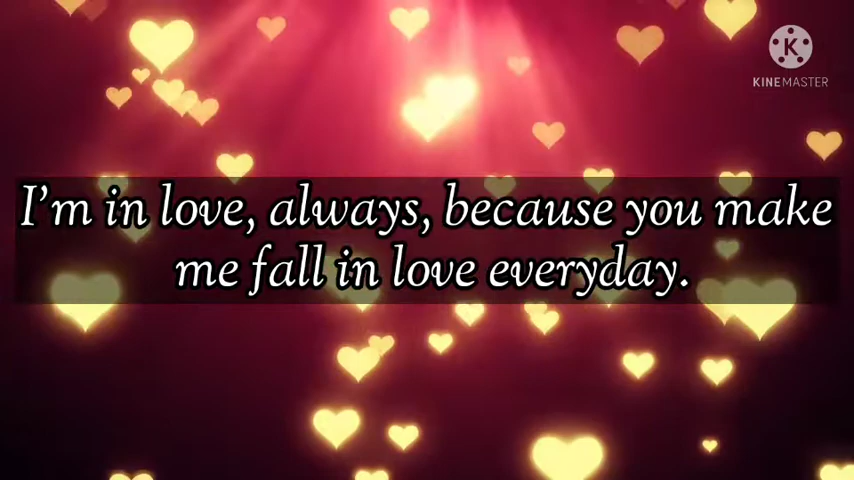 K
KINEMASTER
I'm in love, always, because you make
me fall in love everyday.